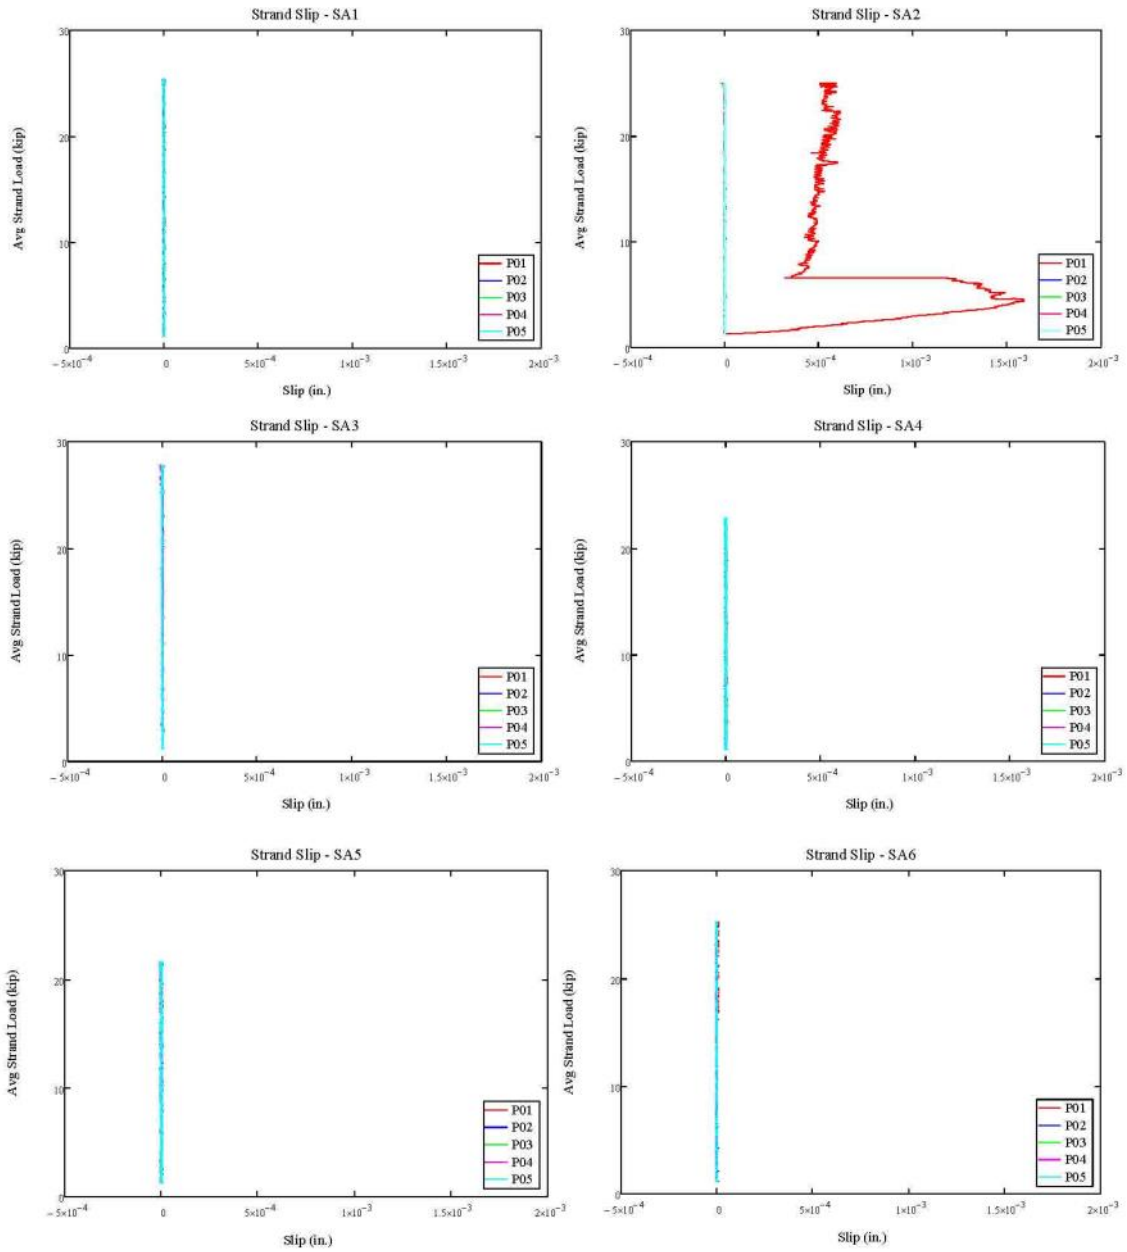 Strand Slip - SA1
30
20
10
0
Avg Strand Load (kip)
P01
P02
P03
P04
P05
−5×10⁻⁴ 0 5×10⁻⁴ 1×10⁻³ 1.5×10⁻³ 2×10⁻³
Slip (in.)
Strand Slip - SA2
30
20
10
0
Avg Strand Load (kip)
P01
P02
P03
P04
P05
−5×10⁻⁴ 0 5×10⁻⁴ 1×10⁻³ 1.5×10⁻³ 2×10⁻³
Slip (in.)
Strand Slip - SA3
30
20
10
0
Avg Strand Load (kip)
P01
P02
P03
P04
P05
−5×10⁻⁴ 0 5×10⁻⁴ 1×10⁻³ 1.5×10⁻³ 2×10⁻³
Slip (in.)
Strand Slip - SA4
30
20
10
0
Avg Strand Load (kip)
P01
P02
P03
P04
P05
−5×10⁻⁴ 0 5×10⁻⁴ 1×10⁻³ 1.5×10⁻³ 2×10⁻³
Slip (in.)
Strand Slip - SA5
30
20
10
0
Avg Strand Load (kip)
P01
P02
P03
P04
P05
−5×10⁻⁴ 0 5×10⁻⁴ 1×10⁻³ 1.5×10⁻³ 2×10⁻³
Slip (in.)
Strand Slip - SA6
30
20
10
0
Avg Strand Load (kip)
P01
P02
P03
P04
P05
−5×10⁻⁴ 0 5×10⁻⁴ 1×10⁻³ 1.5×10⁻³ 2×10⁻³
Slip (in.)